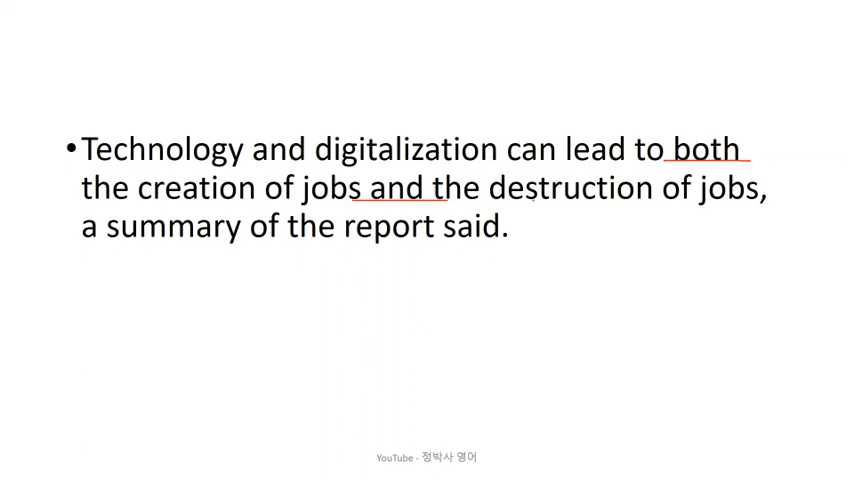 •Technology and digitalization can lead to both
the creation of jobs and the destruction of jobs,
a summary of the report said.
YouTube - 정박사 영어